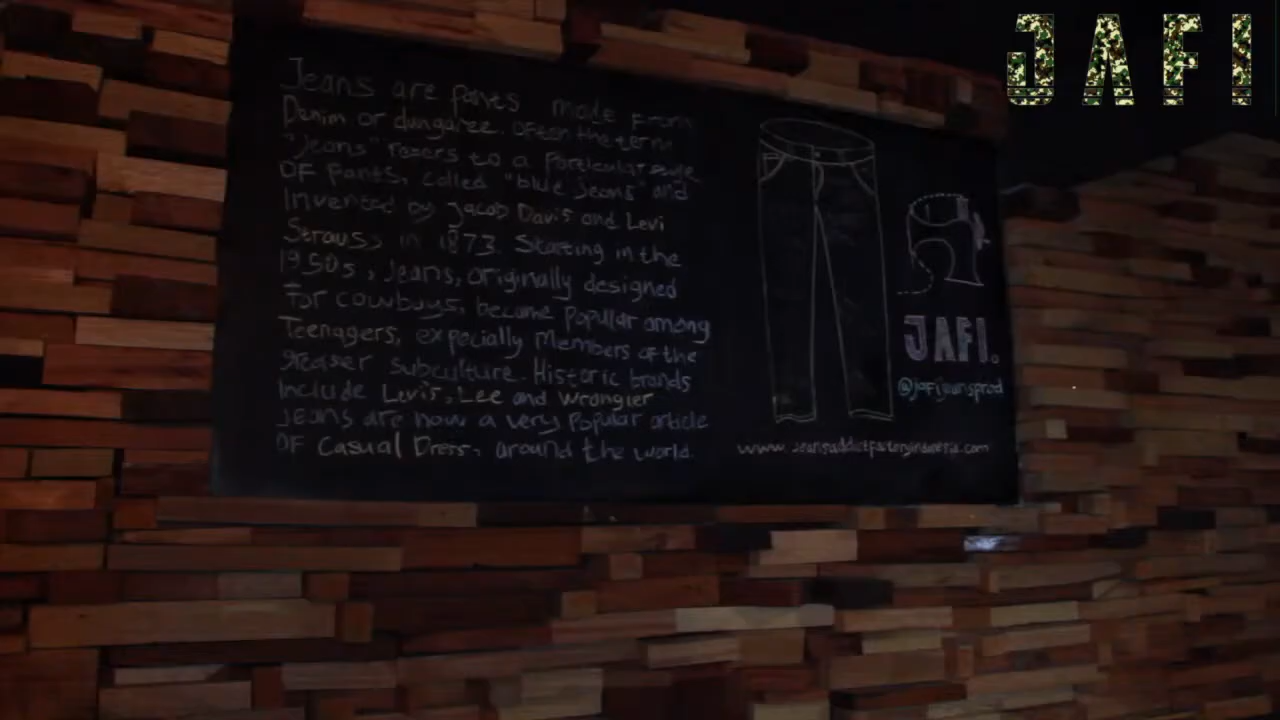 JAFI
Jeans are pants made from
Denim or dungaree. Often the term
"Jeans" refers to a Particular style
OF Pants, called "blue jeans" and
Invented by Jacob Davis and Levi
Strauss in 1873. Starting in the
1950s, Jeans, originally designed
For cowboys, became Popular among
Teenagers, expecially Members of the
greaser subculture. Historic brands
Include Levi's, Lee and Wrangler
Jeans are now a very Popular article
OF Casual Dress, around the world.
JAFI.
@jafijeansprod
www.jeansaddictfactoryindonesia.com